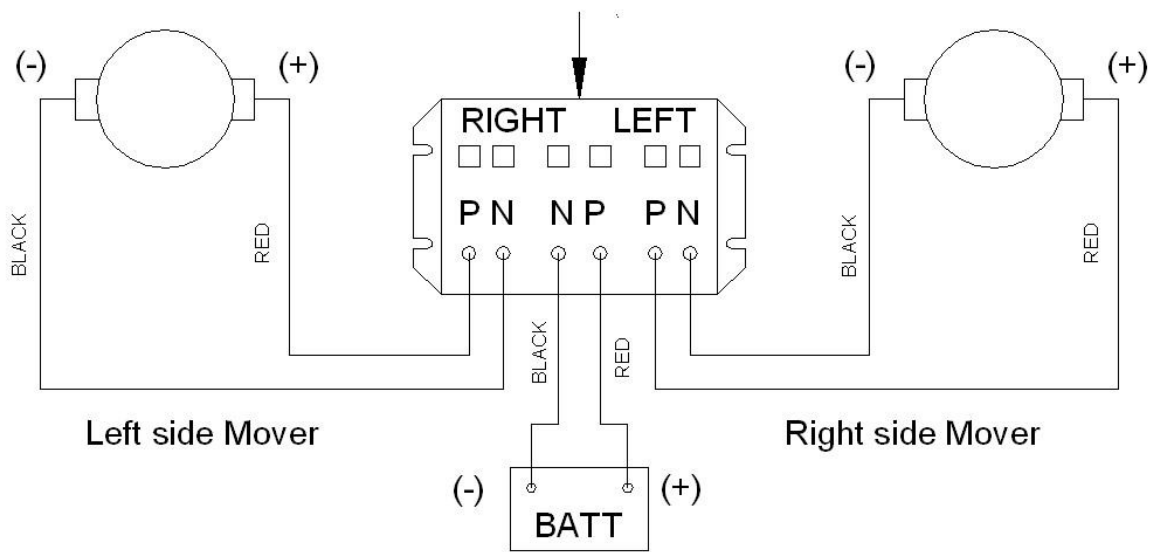 (-)
(+)
(-)
(+)
RIGHT LEFT
P N N P P N
BLACK
RED
BLACK
RED
BLACK
RED
Left side Mover
Right side Mover
(-)
(+)
BATT